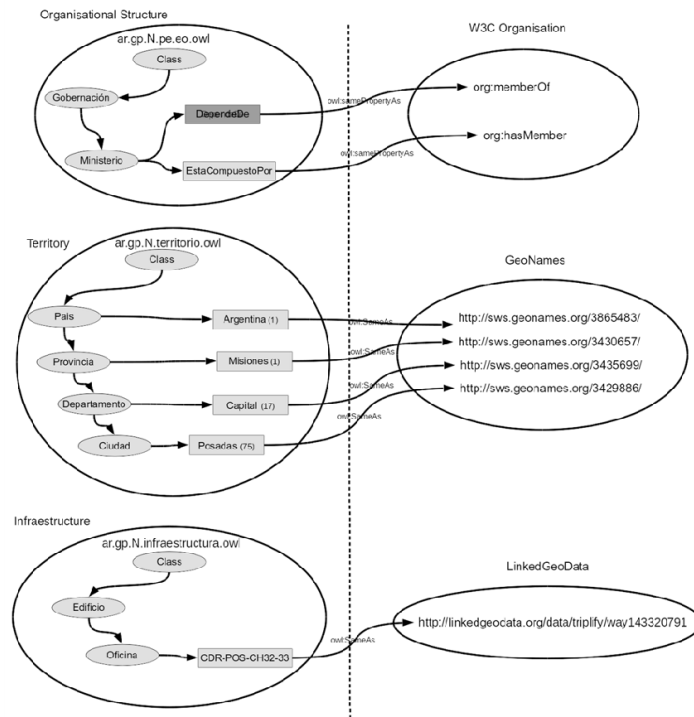 Organisational Structure
ar.gp.N.pe.eo.owl
Class
Gobernación
DependeDe
Ministerio
EstaCompuestoPor
owl:samePropertyAs
owl:samePropertyAs
W3C Organisation
org:memberOf
org:hasMember
Territory
ar.gp.N.territorio.owl
Class
Pais
Argentina (1)
Provincia
Misiones (1)
Departamento
Capital (17)
Ciudad
Posadas (75)
owl:SameAs
owl:SameAs
owl:SameAs
owl:SameAs
GeoNames
http://sws.geonames.org/3865483/
http://sws.geonames.org/3430657/
http://sws.geonames.org/3435699/
http://sws.geonames.org/3429886/
Infraestructure
ar.gp.N.infraestructura.owl
Class
Edificio
Oficina
CDR-POS-CH32-33
owl:SameAs
LinkedGeoData
http://linkedgeodata.org/data/triplify/way143320791